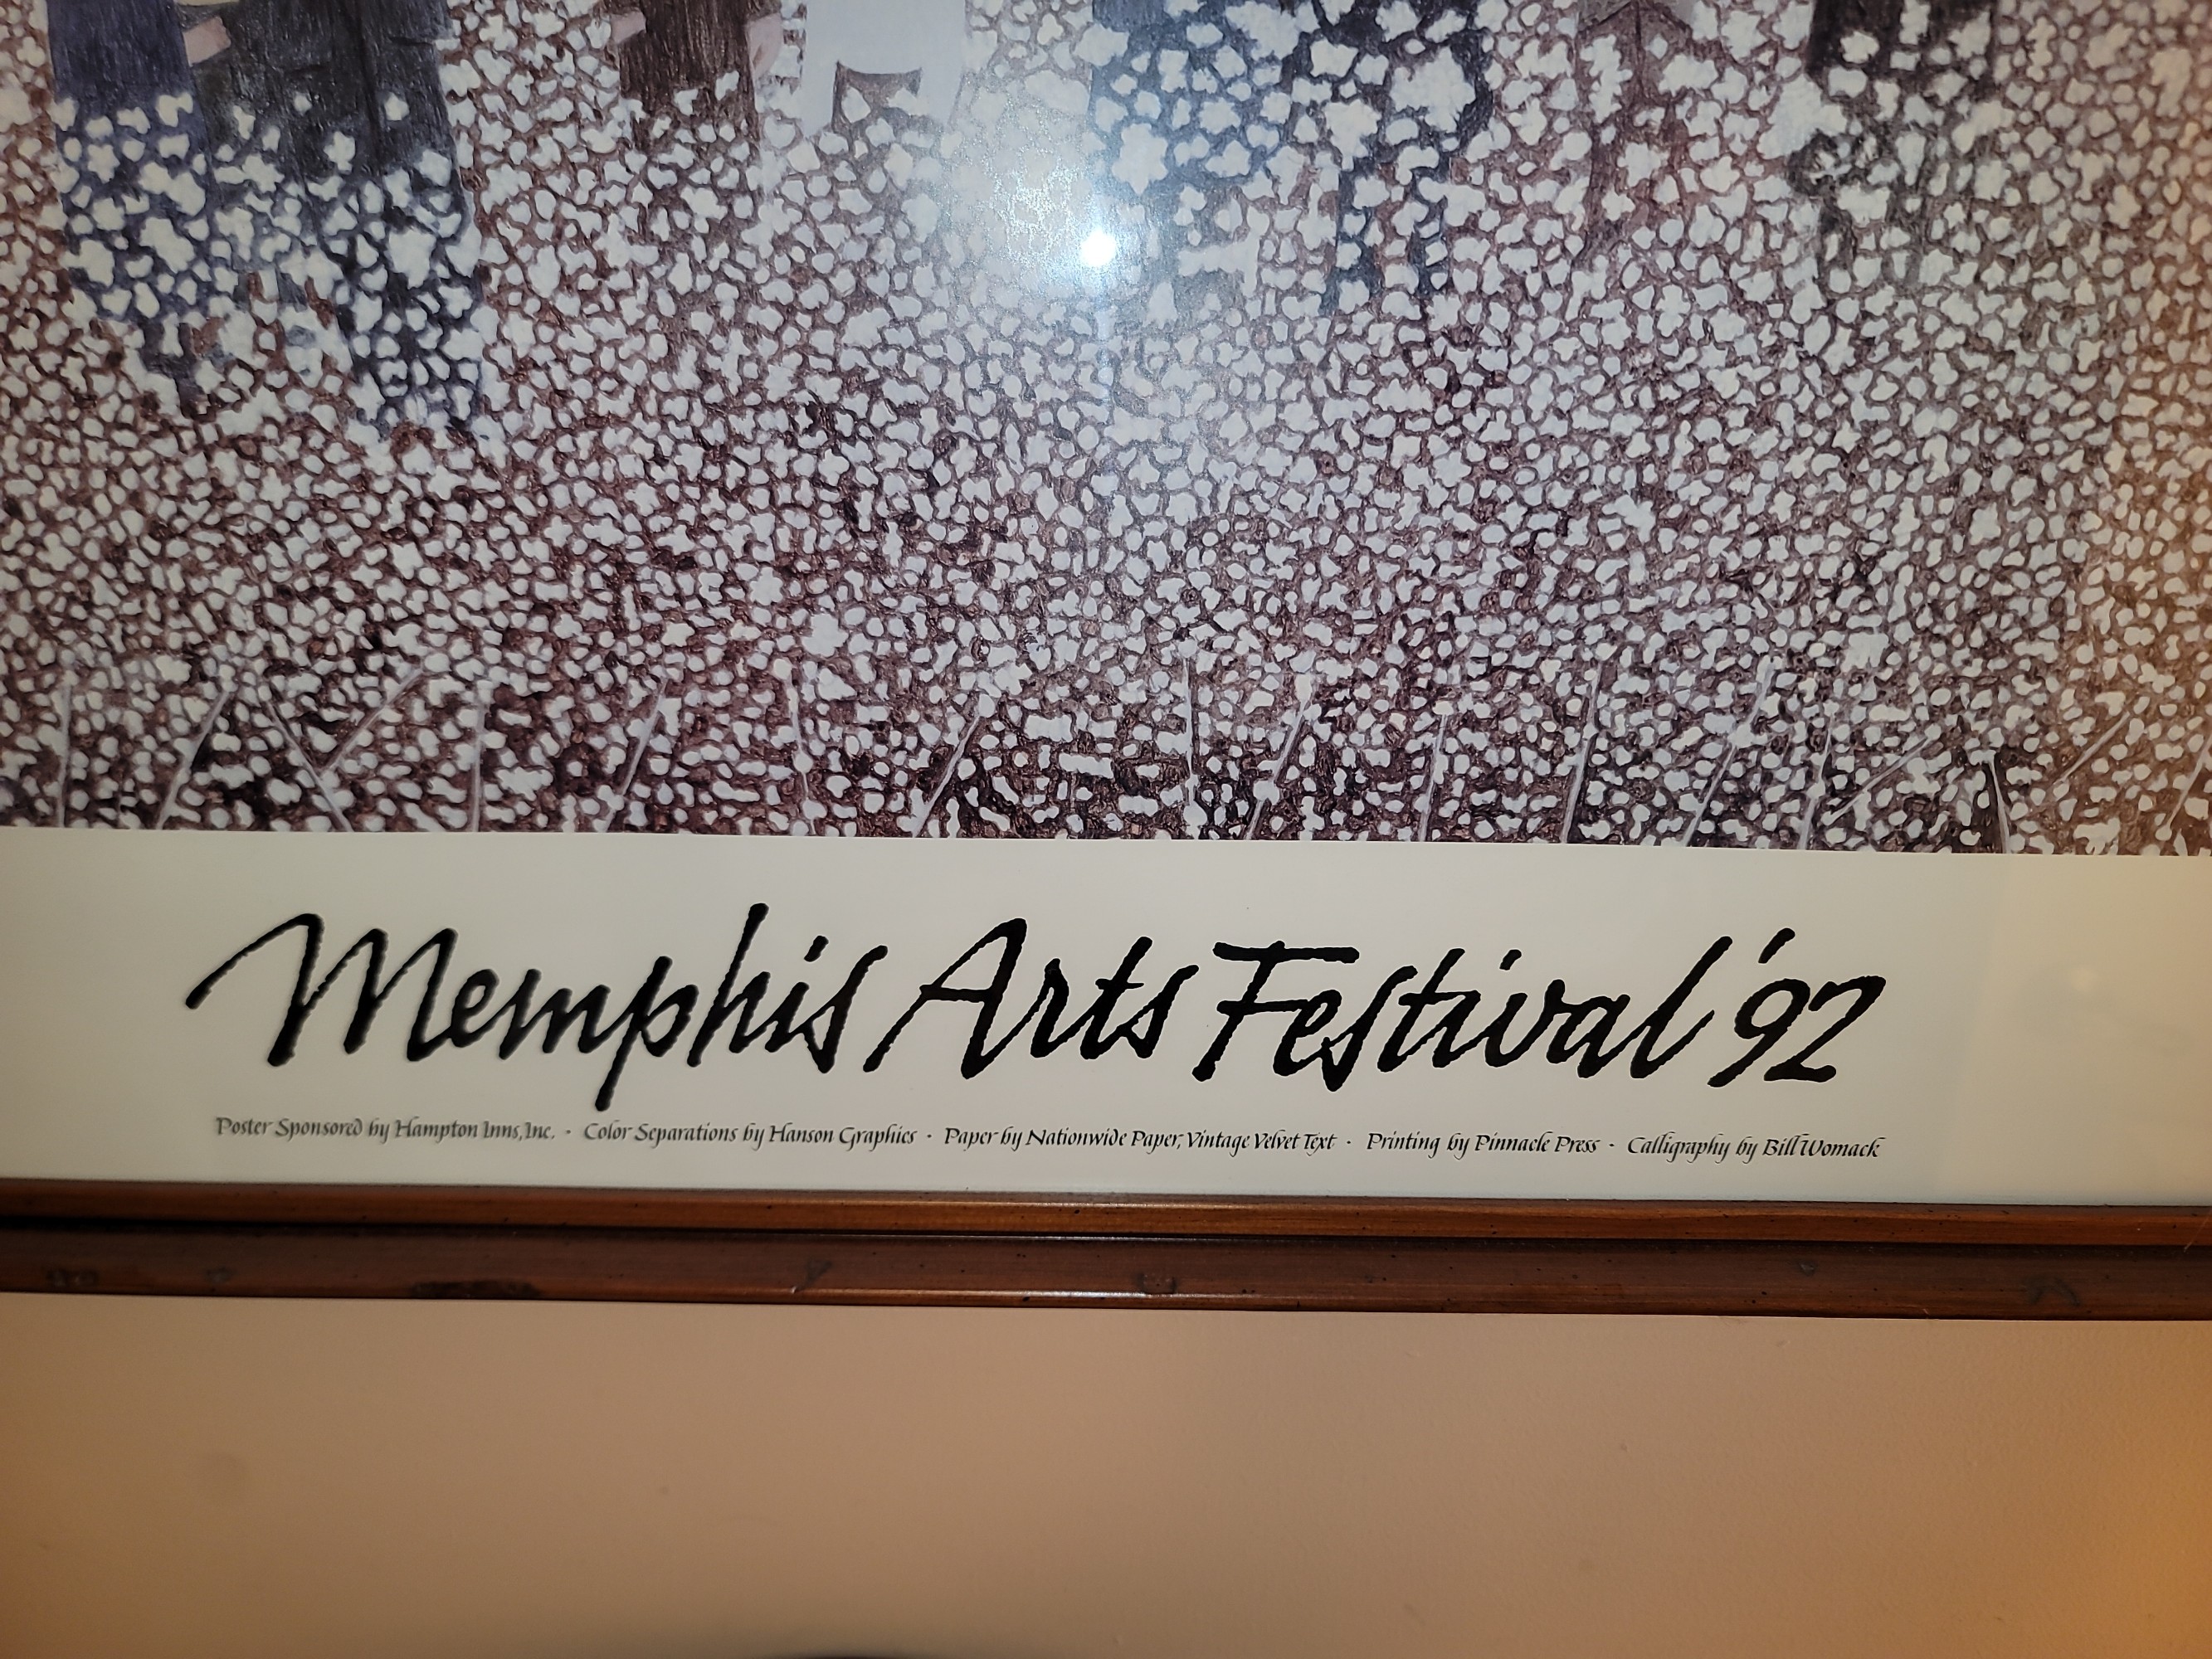 Memphis Arts Festival '92
Poster Sponsored by Hampton Inns, Inc. · Color Separations by Hanson Graphics · Paper by Nationwide Paper, Vintage Velvet Text · Printing by Pinnacle Press · Calligraphy by Bill Womack